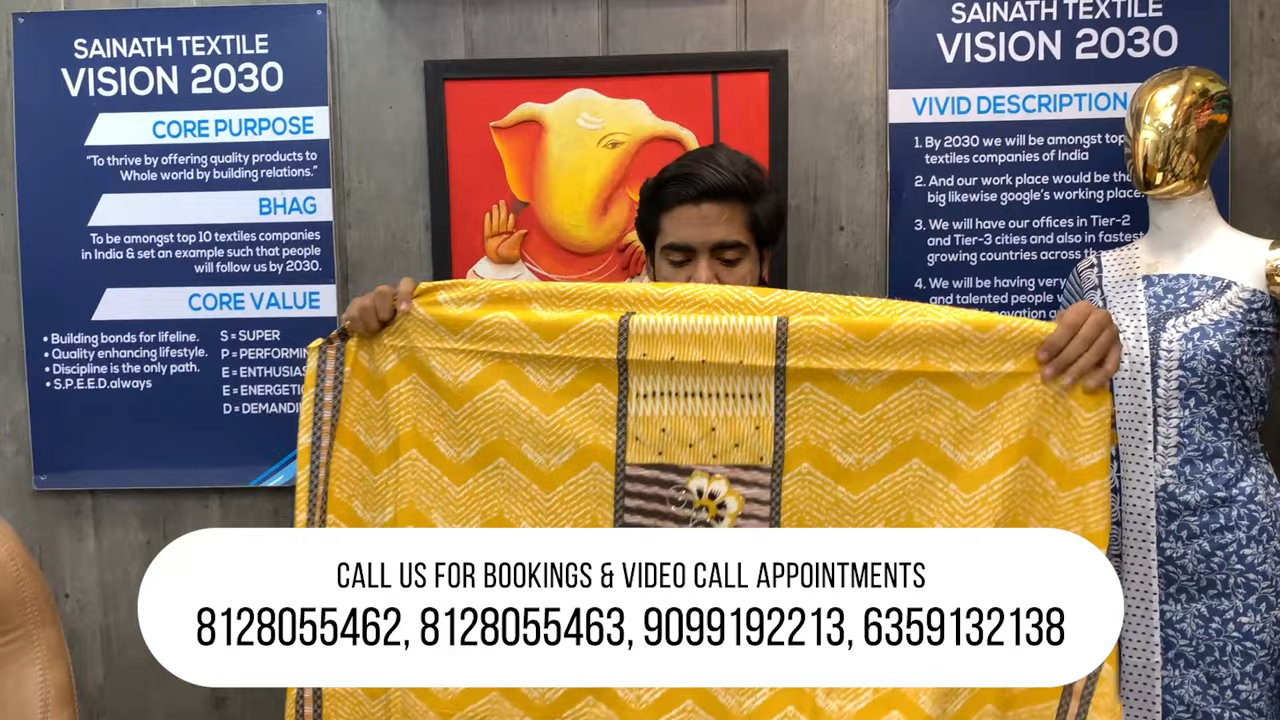 SAINATH TEXTILE
VISION 2030
CORE PURPOSE
“To thrive by offering quality products to
Whole world by building relations.”
BHAG
To be amongst top 10 textiles companies
in India & set an example such that people
will follow us by 2030.
CORE VALUE
• Building bonds for lifeline.
• Quality enhancing lifestyle.
• Discipline is the only path.
• S.P.E.E.D.always
S = SUPER
P = PERFORMIN
E = ENTHUSIAS
E = ENERGETIC
D = DEMANDI
SAINATH TEXTILE
VISION 2030
VIVID DESCRIPTION
1. By 2030 we will be amongst top
textiles companies of India
2. And our work place would be the
big likewise google's working place.
3. We will have our offices in Tier-2
and Tier-3 cities and also in fastest
growing countries across
4. We will be having very
and talented people
CALL US FOR BOOKINGS & VIDEO CALL APPOINTMENTS
8128055462, 8128055463, 9099192213, 6359132138